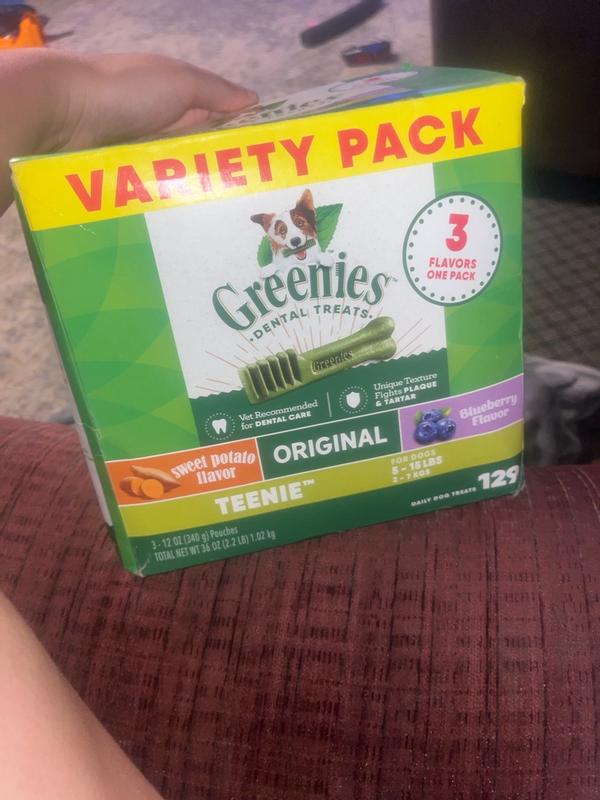 VARIETY PACK
3
FLAVORS
ONE PACK
Greenies™
·DENTAL TREATS·
Greenies
Vet Recommended
for DENTAL CARE
Unique Texture
Fights PLAQUE
& TARTAR
sweet potato
flavor
ORIGINAL
Blueberry
Flavor
TEENIE™
FOR DOGS
5 - 15 LBS
2 - 7 KGS
DAILY DOG TREATS 129
3 - 12 OZ (340 g) Pouches
TOTAL NET WT 36 OZ (2.2 LB) 1.02 kg